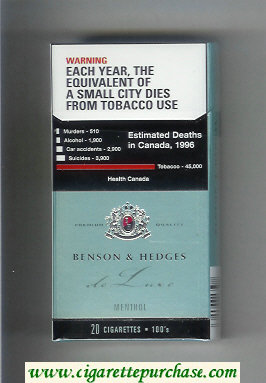 WARNING
EACH YEAR, THE
EQUIVALENT OF
A SMALL CITY DIES
FROM TOBACCO USE
Estimated Deaths
in Canada, 1996
Murders - 510
Alcohol - 1,900
Car accidents - 2,900
Suicides - 3,900
Tobacco - 45,000
Health Canada
PREMIUM QUALITY
BENSON & HEDGES
de Luxe
MENTHOL
20 CIGARETTES • 100's
www.cigarettepurchase.com